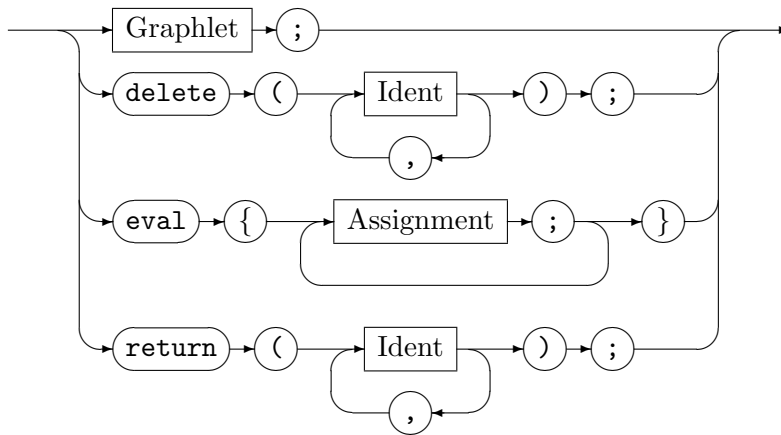 Graphlet ;
delete ( Ident ) ;
,
eval { Assignment ; }
return ( Ident ) ;
,